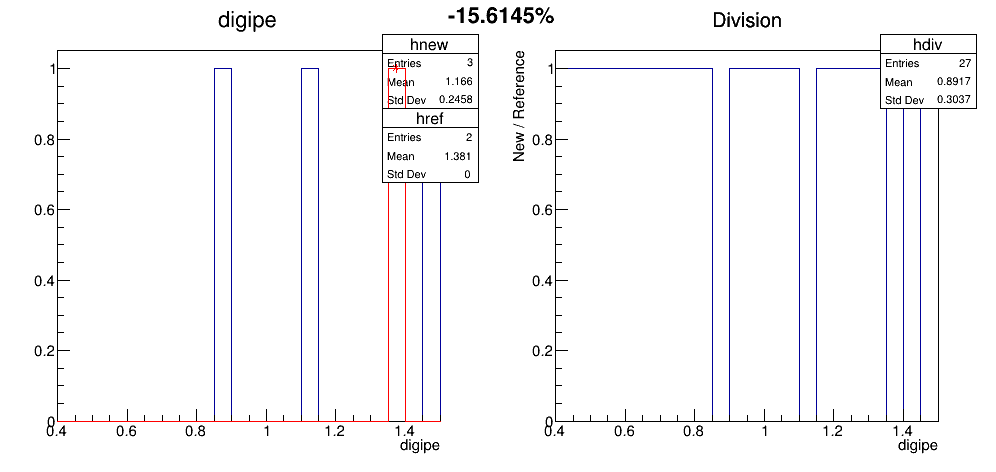 -15.6145%
digipe
hnew
Entries 3
Mean 1.166
Std Dev 0.2458
href
Entries 2
Mean 1.381
Std Dev 0
1
0.8
0.6
0.4
0.2
0
0.4 0.6 0.8 1 1.2 1.4
digipe
Division
hdiv
Entries 27
Mean 0.8917
Std Dev 0.3037
New / Reference
1
0.8
0.6
0.4
0.2
0
0.4 0.6 0.8 1 1.2 1.4
digipe